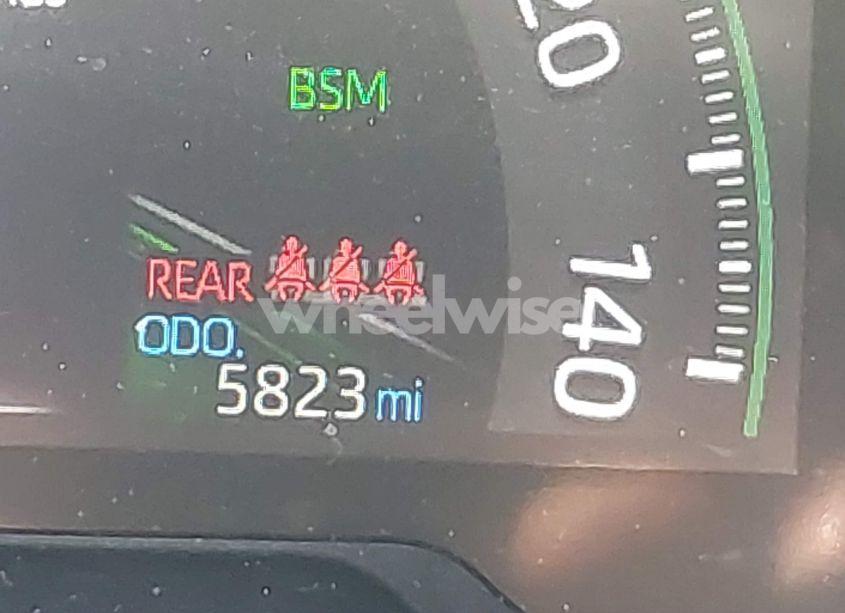 BSM
REAR
wheelwise
ODO.
5823 mi
140